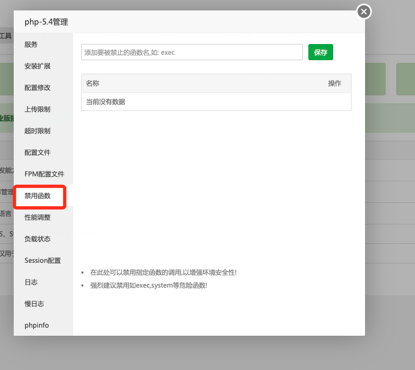 php-5.4管理
工具
服务
安装扩展
配置修改
上传限制
超时限制
配置文件
FPM配置文件
禁用函数
性能调整
负载状态
Session配置
日志
慢日志
phpinfo
添加要被禁止的函数名,如: exec
保存
名称 操作
当前没有数据
在此处可以禁用指定函数的调用,以增强环境安全性!
强烈建议禁用如exec,system等危险函数!